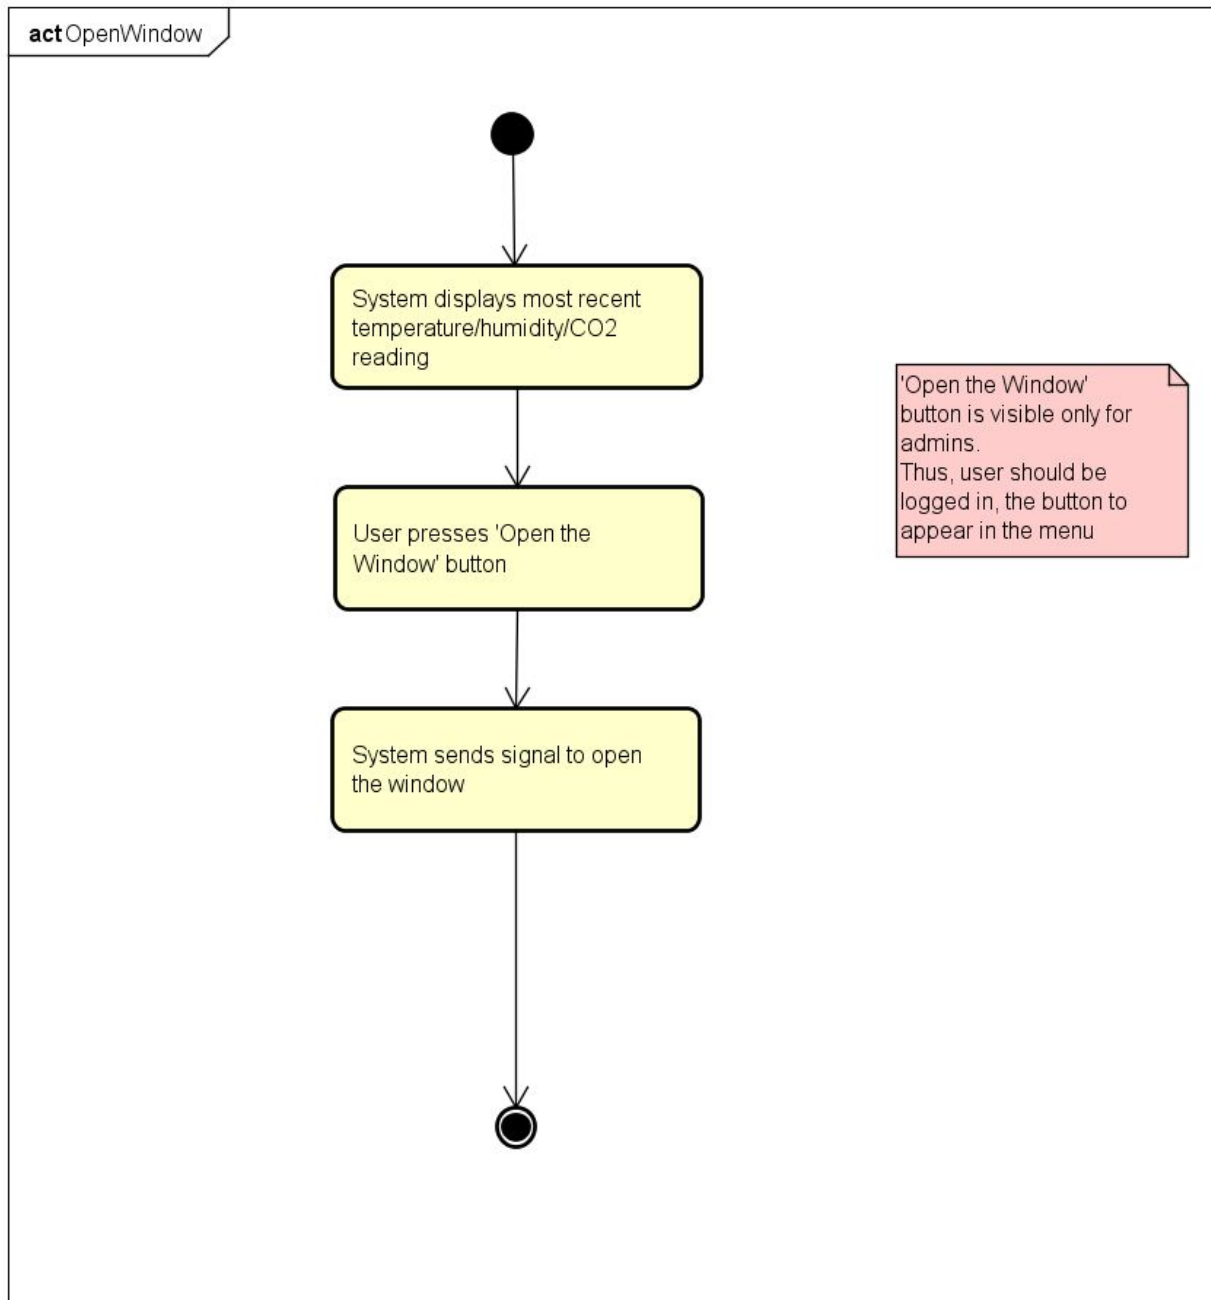 act OpenWindow
System displays most recent
temperature/humidity/CO2
reading
'Open the Window'
button is visible only for
admins.
Thus, user should be
logged in, the button to
appear in the menu
User presses 'Open the
Window' button
System sends signal to open
the window